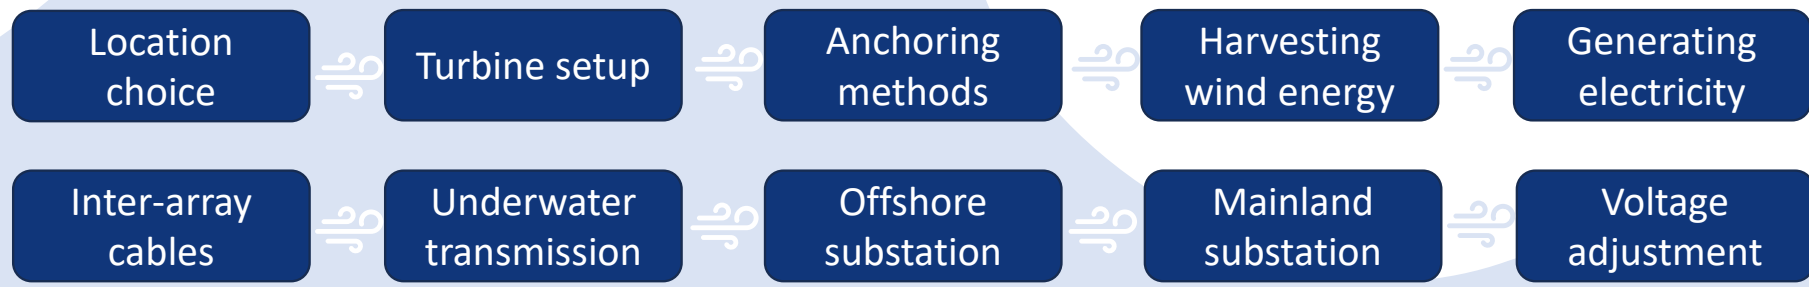 Location
choice
Turbine setup
Anchoring
methods
Harvesting
wind energy
Generating
electricity
Inter-array
cables
Underwater
transmission
Offshore
substation
Mainland
substation
Voltage
adjustment